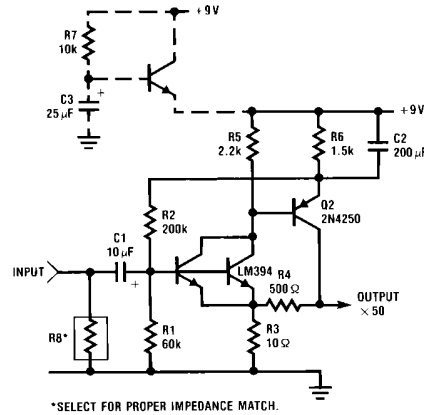 +9V
R7
10k
C3
25 µF
+
+9V
R5
2.2k
R6
1.5k
C2
200 µF
Q2
2N4250
R2
200k
C1
10 µF
+
INPUT
LM394
R4
500 Ω
OUTPUT
× 50
R8*
R1
60k
R3
10 Ω
*SELECT FOR PROPER IMPEDANCE MATCH.